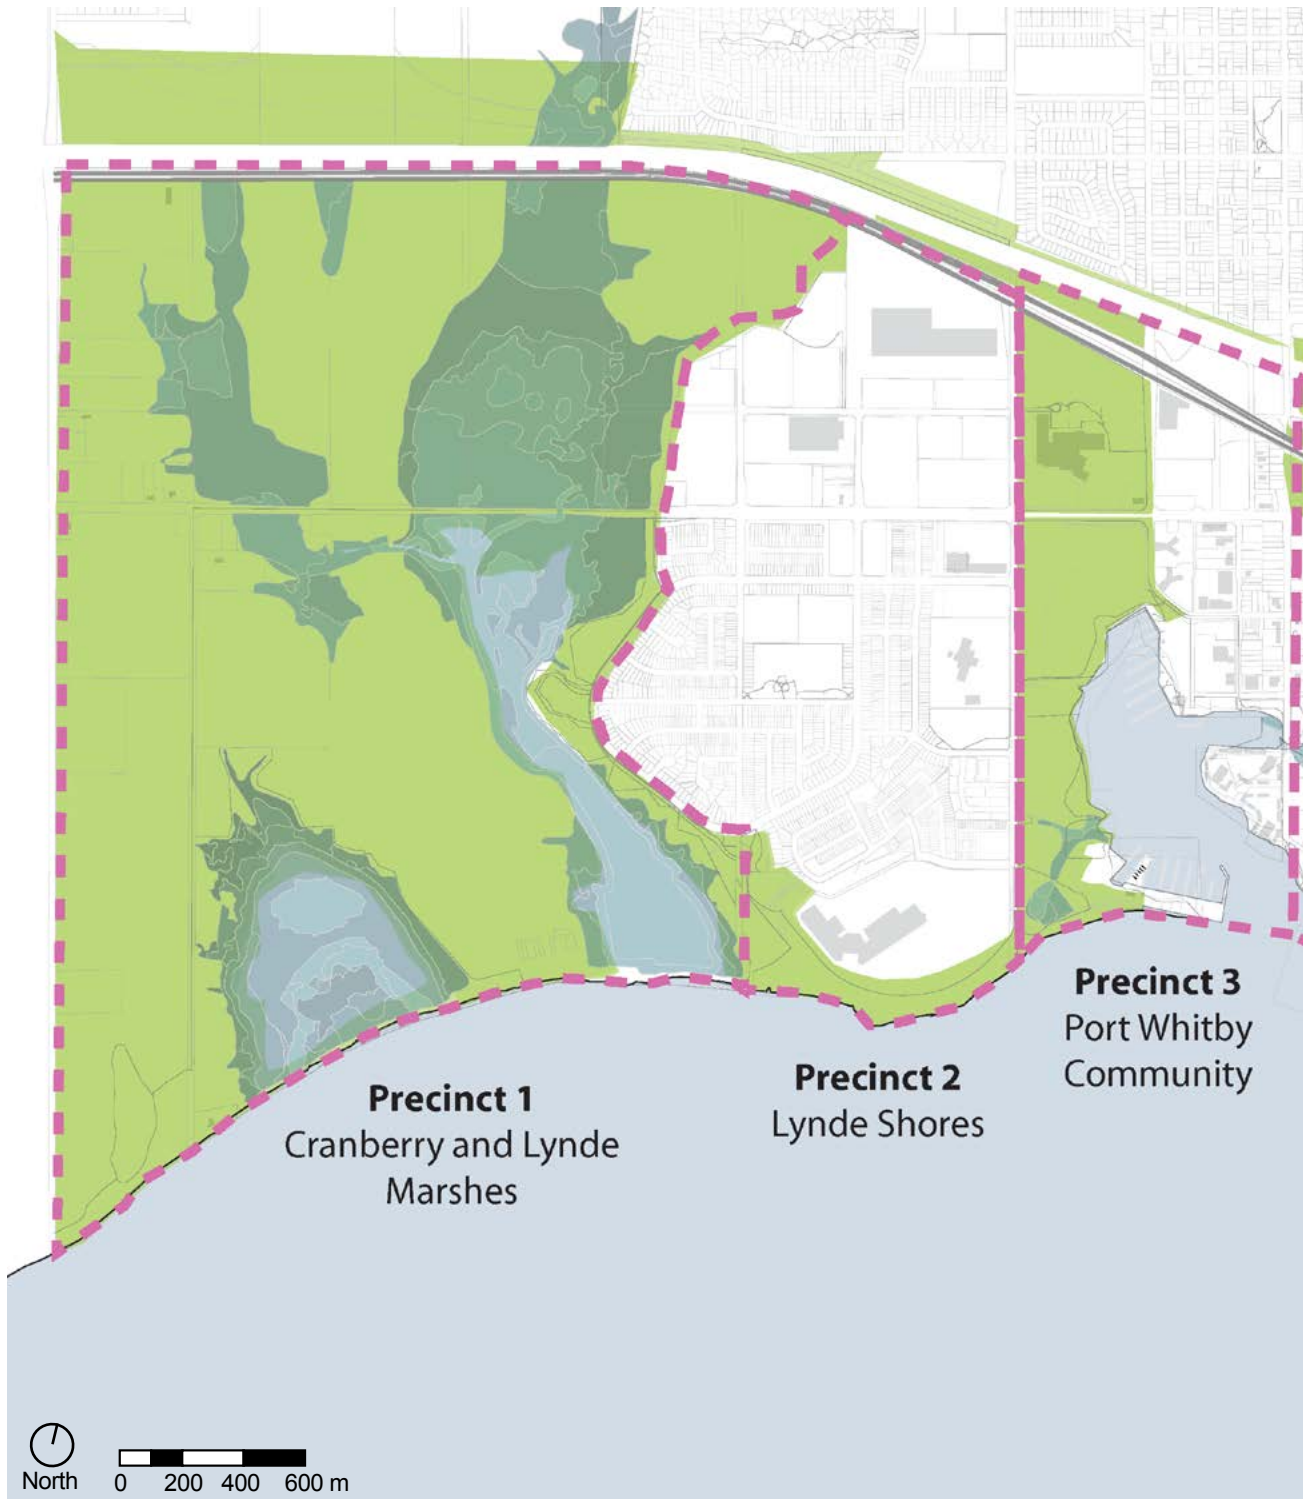 Precinct 3
Port Whitby
Community
Precinct 2
Lynde Shores
Precinct 1
Cranberry and Lynde
Marshes
North
0 200 400 600 m